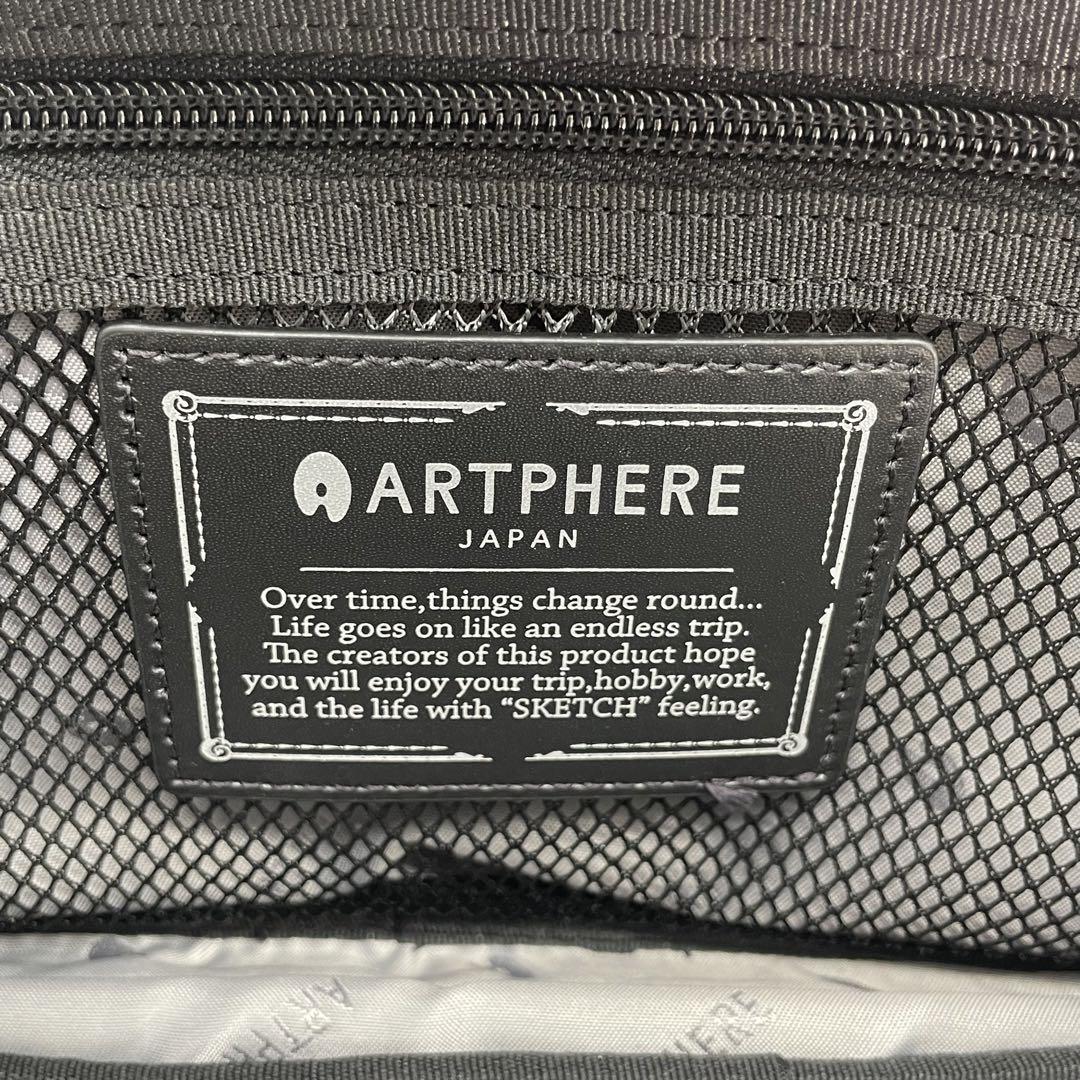 ARTPHERE
JAPAN
Over time,things change round...
Life goes on like an endless trip.
The creators of this product hope
you will enjoy your trip,hobby,work,
and the life with “SKETCH” feeling.